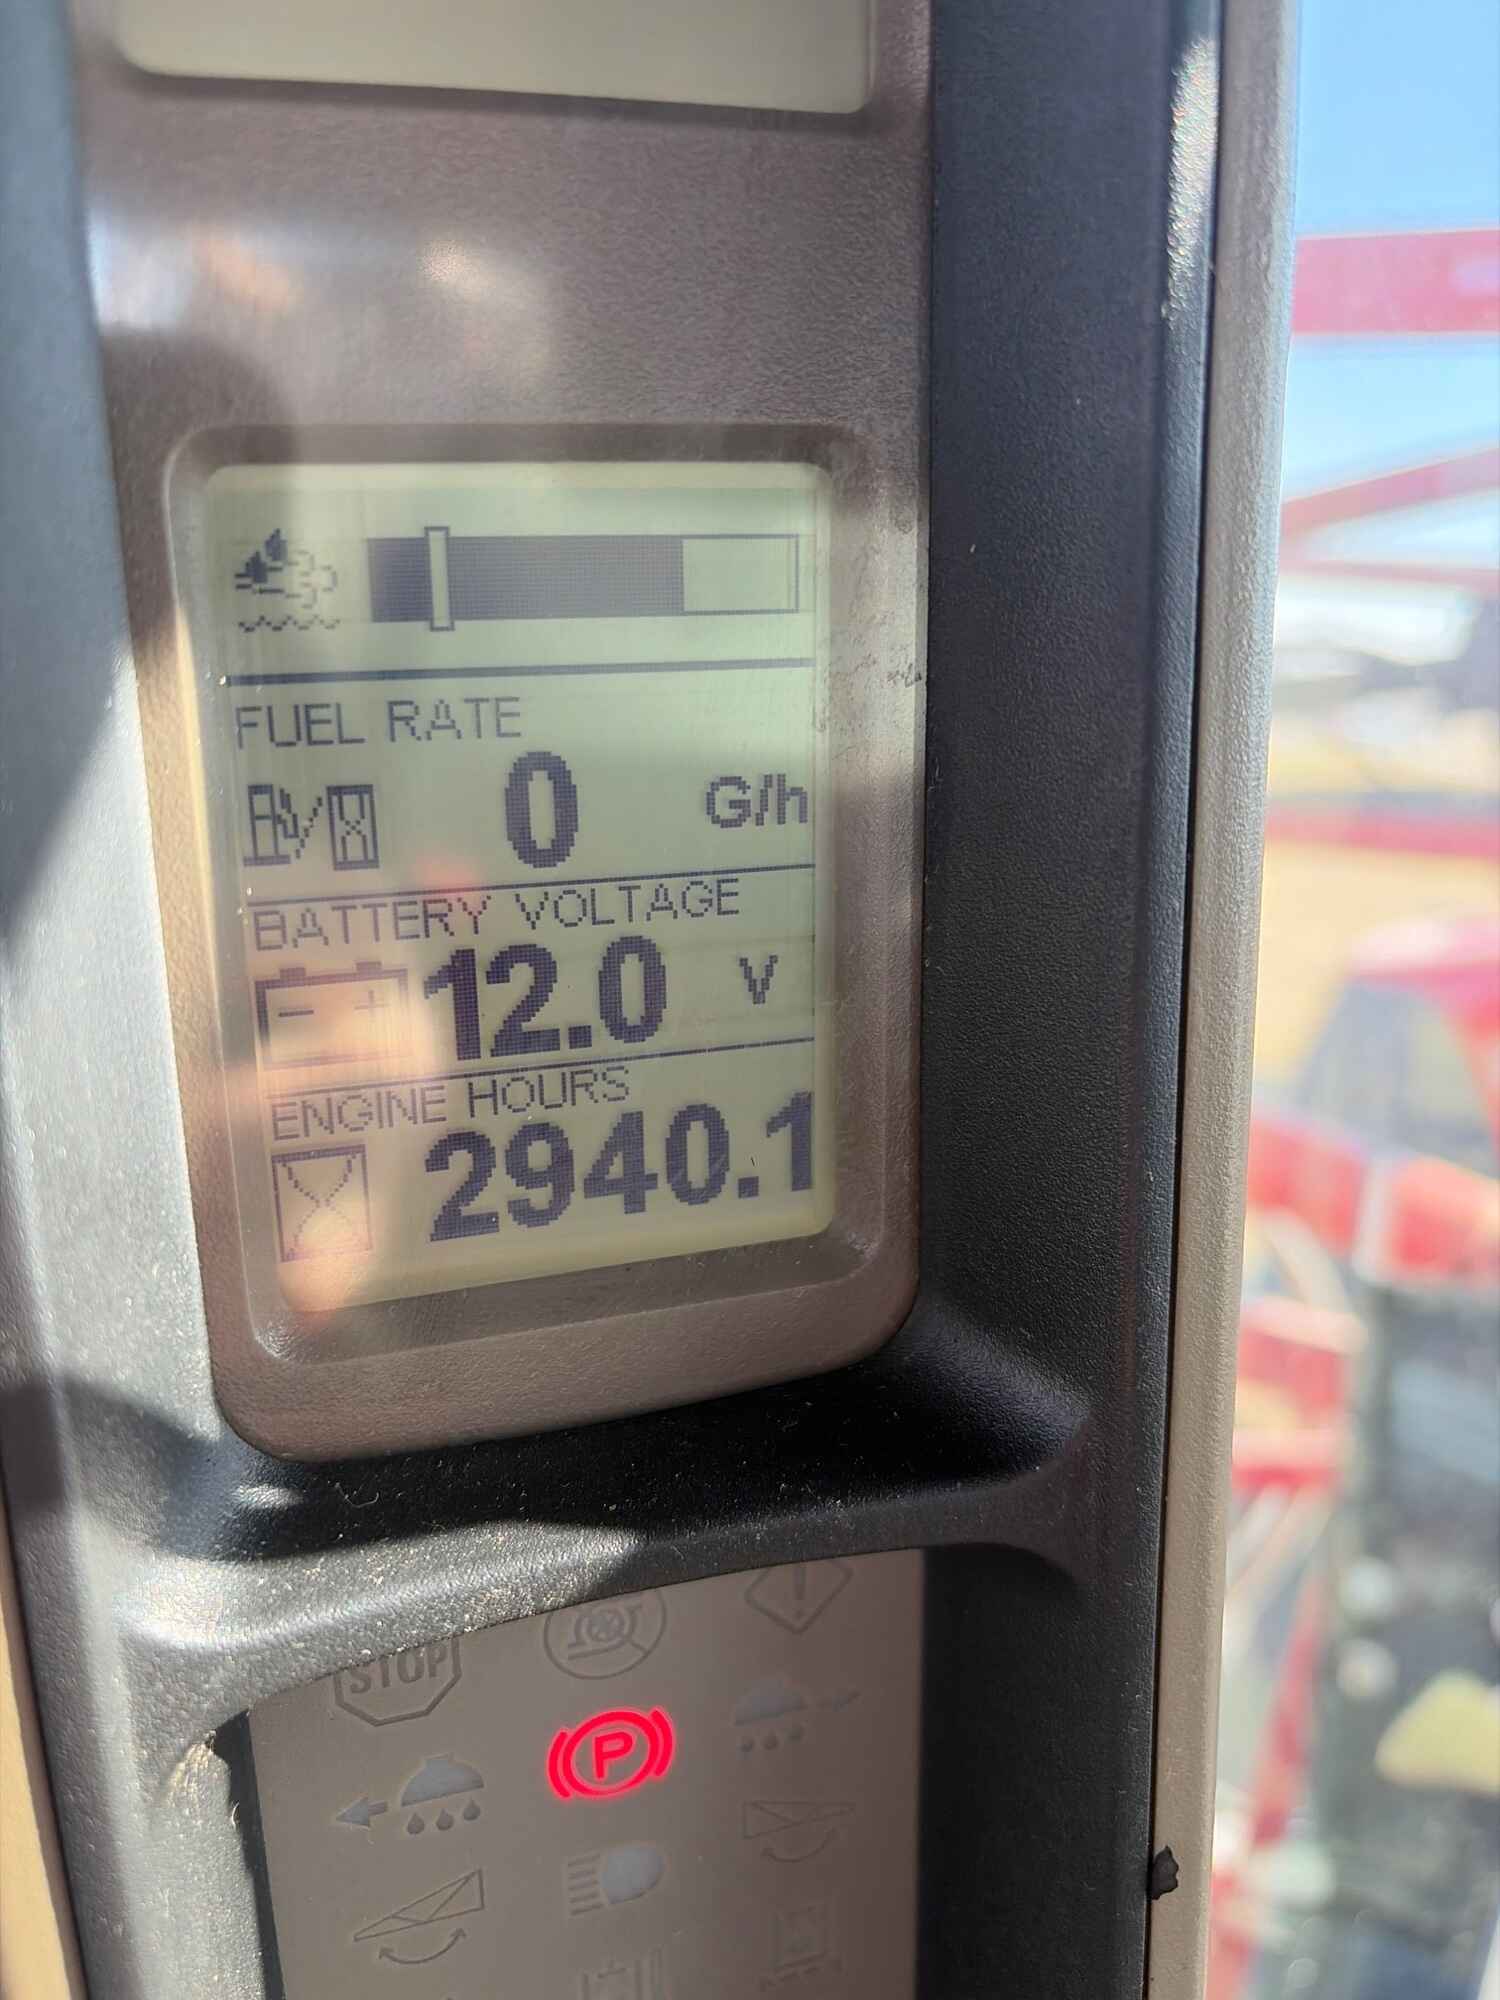 FUEL RATE
0 G/h
BATTERY VOLTAGE
- + 12.0 V
ENGINE HOURS
2940.1
STOP
P